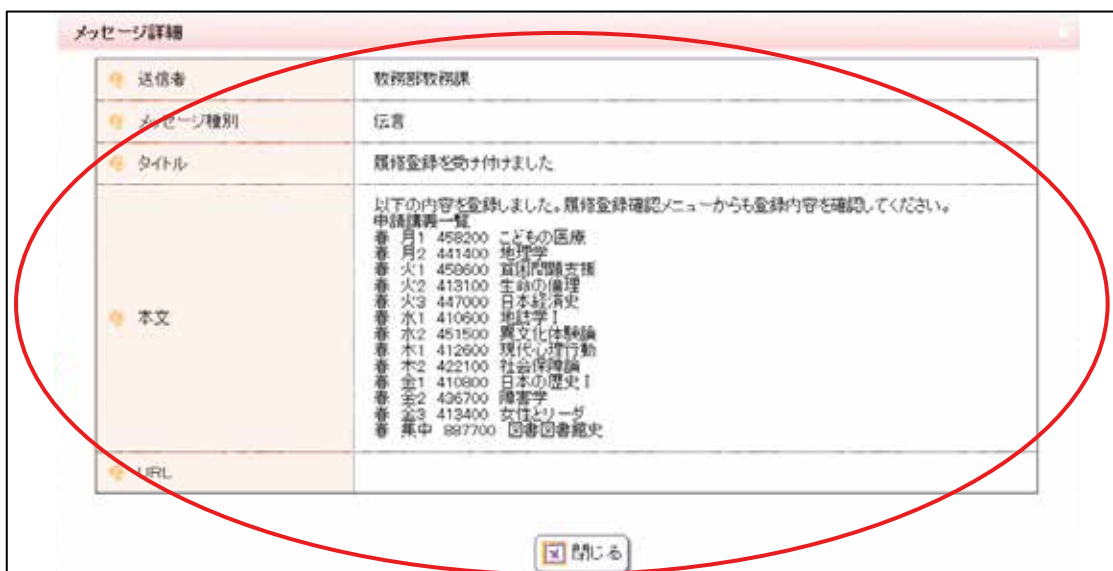 メッセージ詳細
送信者 教務部教務課
メッセージ種別 伝言
タイトル 履修登録を受け付けました
本文
以下の内容を登録しました。履修登録確認メニューからも登録内容を確認してください。
申請講義一覧
春 月1 458200 こどもの医療
春 月2 441400 地理学
春 火1 458600 貧困問題支援
春 火2 413100 生命の倫理
春 火3 447000 日本経済史
春 水1 410600 地誌学Ⅰ
春 水2 451500 異文化体験論
春 木1 412600 現代心理行動
春 木2 422100 社会保障論
春 金1 410800 日本の歴史Ⅰ
春 金2 436700 障害学
春 金3 413400 女性とリーダ
春 集中 887700 図書図書館史
URL
閉じる